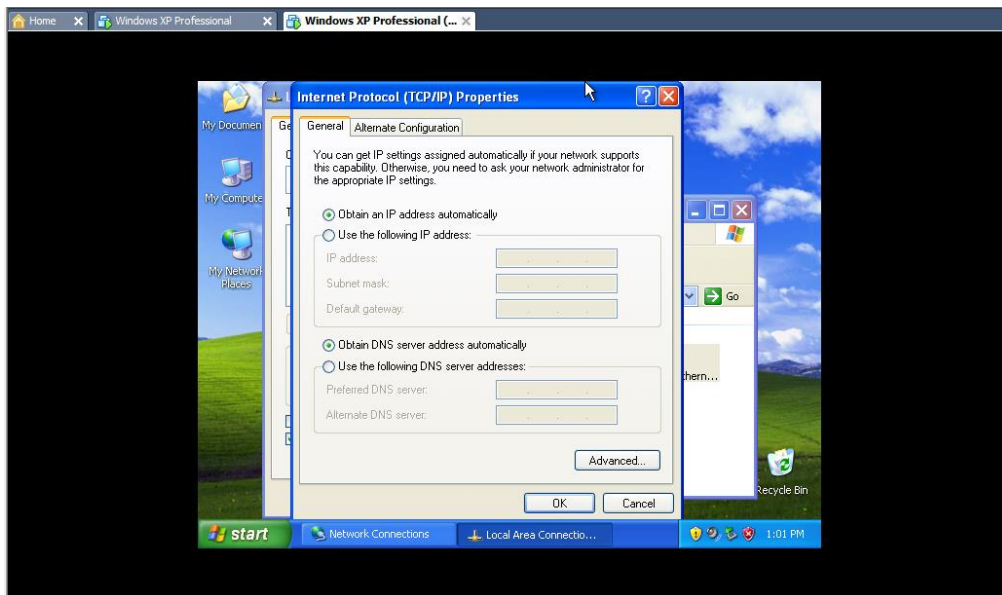 Home
Windows XP Professional
Windows XP Professional (...
Internet Protocol (TCP/IP) Properties
My Documen
General
Alternate Configuration
You can get IP settings assigned automatically if your network supports
this capability. Otherwise, you need to ask your network administrator for
the appropriate IP settings.
My Compute
Obtain an IP address automatically
Use the following IP address:
IP address:
My Network
Places
Subnet mask:
Default gateway:
Go
Obtain DNS server address automatically
Use the following DNS server addresses:
hern...
Preferred DNS server:
Alternate DNS server:
Advanced...
Recycle Bin
OK
Cancel
start
Network Connections
Local Area Connectio...
1:01 PM